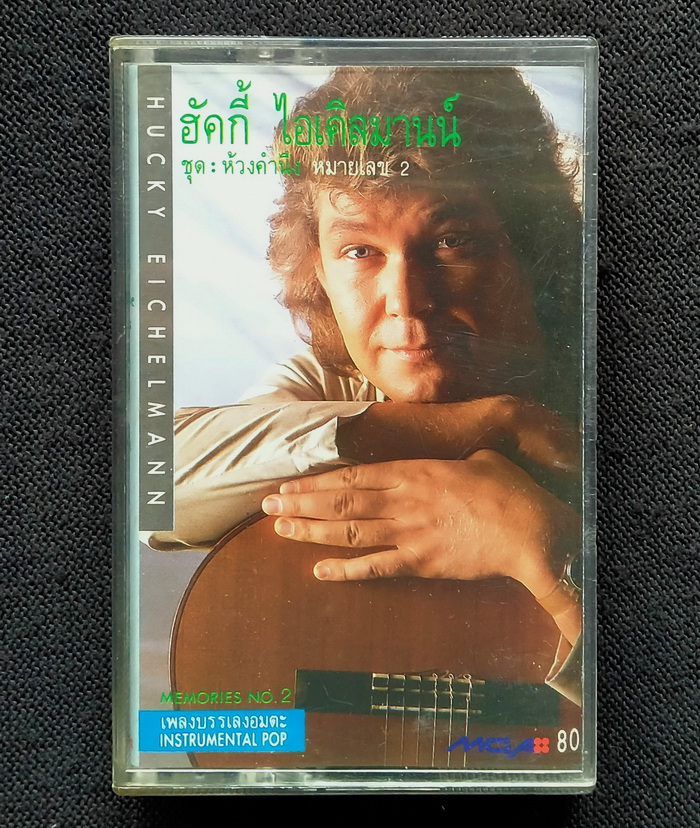 HUCKY EICHELMANN
ฮัคกี้ ไอเคิลมานน์
ชุด : ห้วงคำนึง หมายเลข 2
MEMORIES NO. 2
เพลงบรรเลงอมตะ
INSTRUMENTAL POP
MGA 80